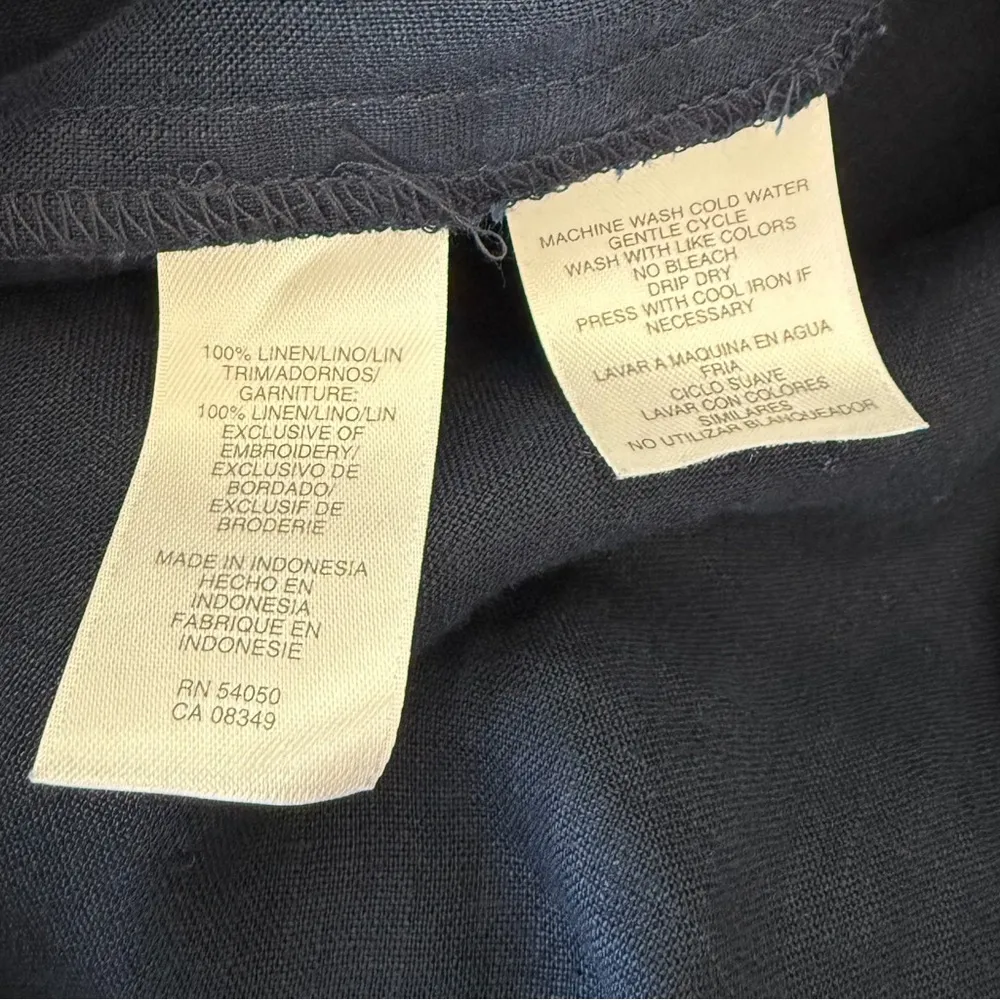 100% LINEN/LINO/LIN
TRIM/ADORNOS/
GARNITURE:
100% LINEN/LINO/LIN
EXCLUSIVE OF
EMBROIDERY/
EXCLUSIVO DE
BORDADO/
EXCLUSIF DE
BRODERIE
MADE IN INDONESIA
HECHO EN
INDONESIA
FABRIQUE EN
INDONESIE
RN 54050
CA 08349
MACHINE WASH COLD WATER
GENTLE CYCLE
WASH WITH LIKE COLORS
NO BLEACH
DRIP DRY
PRESS WITH COOL IRON IF
NECESSARY
LAVAR A MAQUINA EN AGUA
FRIA
CICLO SUAVE
LAVAR CON COLORES
SIMILARES
NO UTILIZAR BLANQUEADOR